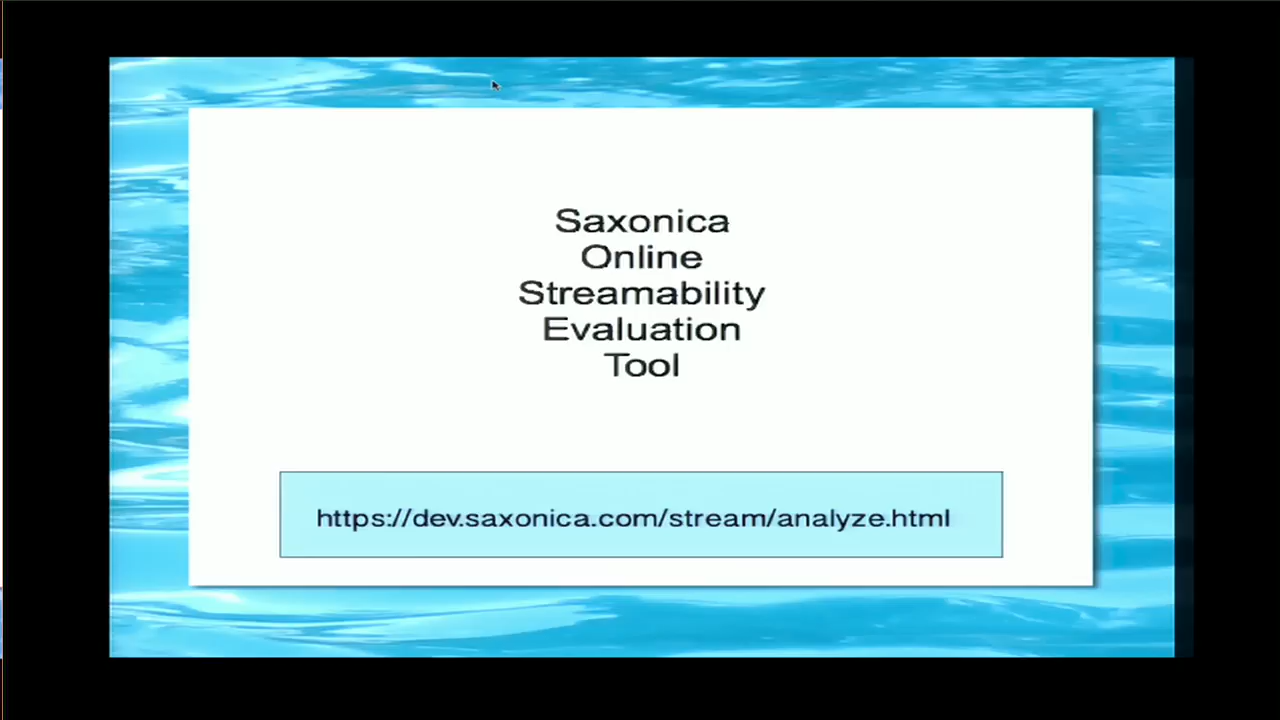 Saxonica
Online
Streamability
Evaluation
Tool
https://dev.saxonica.com/stream/analyze.html